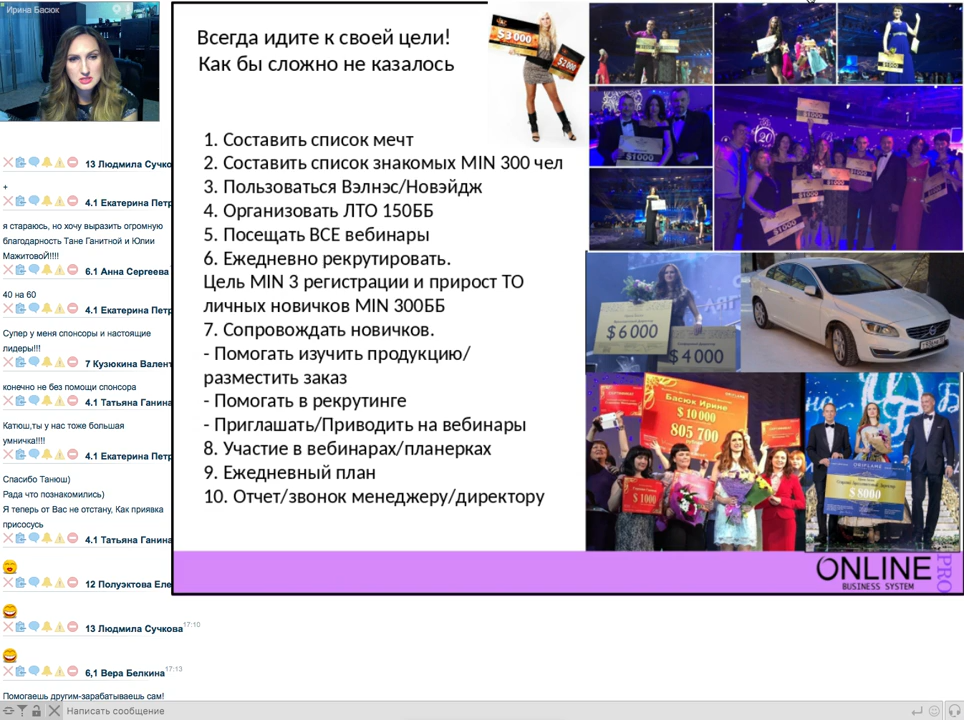 Ирина Басюк
13 Людмила Сучко
+
4.1 Екатерина Петр
я стараюсь, но хочу выразить огромную
благодарность Тане Ганитной и Юлии
МажитовоЙ!!!!
6.1 Анна Сергеева
40 на 60
4.1 Екатерина Петр
Супер у меня спонсоры и настоящие
лидеры!!!
7 Кузюкина Валент
конечно не без помощи спонсора
4.1 Татьяна Ганина
Катюш,ты у нас тоже большая
умничка!!!!
4.1 Екатерина Петр
Спасибо Танюш)
Рада что познакомились)
Я теперь от Вас не отстану, Как приявка
присосусь
4.1 Татьяна Ганина
12 Полуэктова Еле
13 Людмила Сучкова 17:10
6,1 Вера Белкина 17:13
Помогаешь другим-зарабатываешь сам!
Написать сообщение
Всегда идите к своей цели!
Как бы сложно не казалось
1. Составить список мечт
2. Составить список знакомых MIN 300 чел
3. Пользоваться Вэлнэс/Новэйдж
4. Организовать ЛТО 150ББ
5. Посещать ВСЕ вебинары
6. Ежедневно рекрутировать.
Цель MIN 3 регистрации и прирост ТО
личных новичков MIN 300ББ
7. Сопровождать новичков.
- Помогать изучить продукцию/
разместить заказ
- Помогать в рекрутинге
- Приглашать/Приводить на вебинары
8. Участие в вебинарах/планерках
9. Ежедневный план
10. Отчет/звонок менеджеру/директору
$3000
$2000
$1000
$1000
$1000
$6000
$4000
Басюк Ирине
$10000
805 700
$1000
ORIFLAME
$8000
ONLINE
BUSINESS SYSTEM
PRO